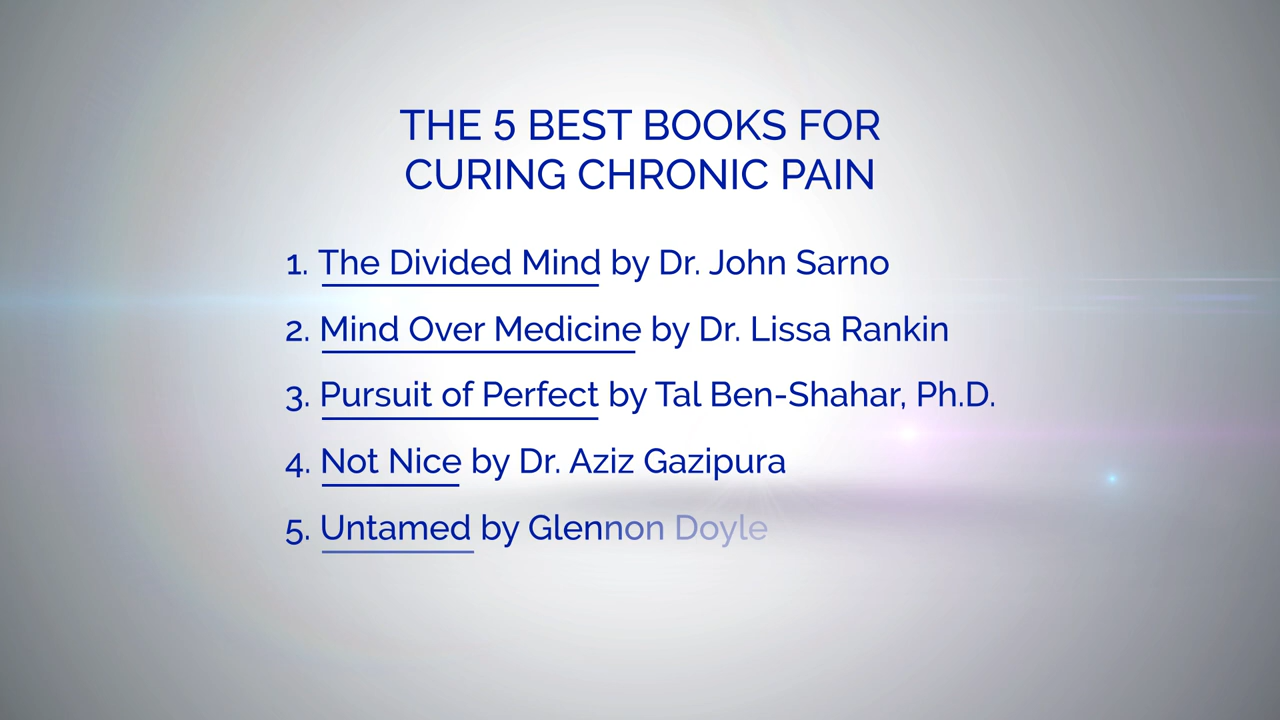 THE 5 BEST BOOKS FOR
CURING CHRONIC PAIN
1. The Divided Mind by Dr. John Sarno
2. Mind Over Medicine by Dr. Lissa Rankin
3. Pursuit of Perfect by Tal Ben-Shahar, Ph.D.
4. Not Nice by Dr. Aziz Gazipura
5. Untamed by Glennon Doyle